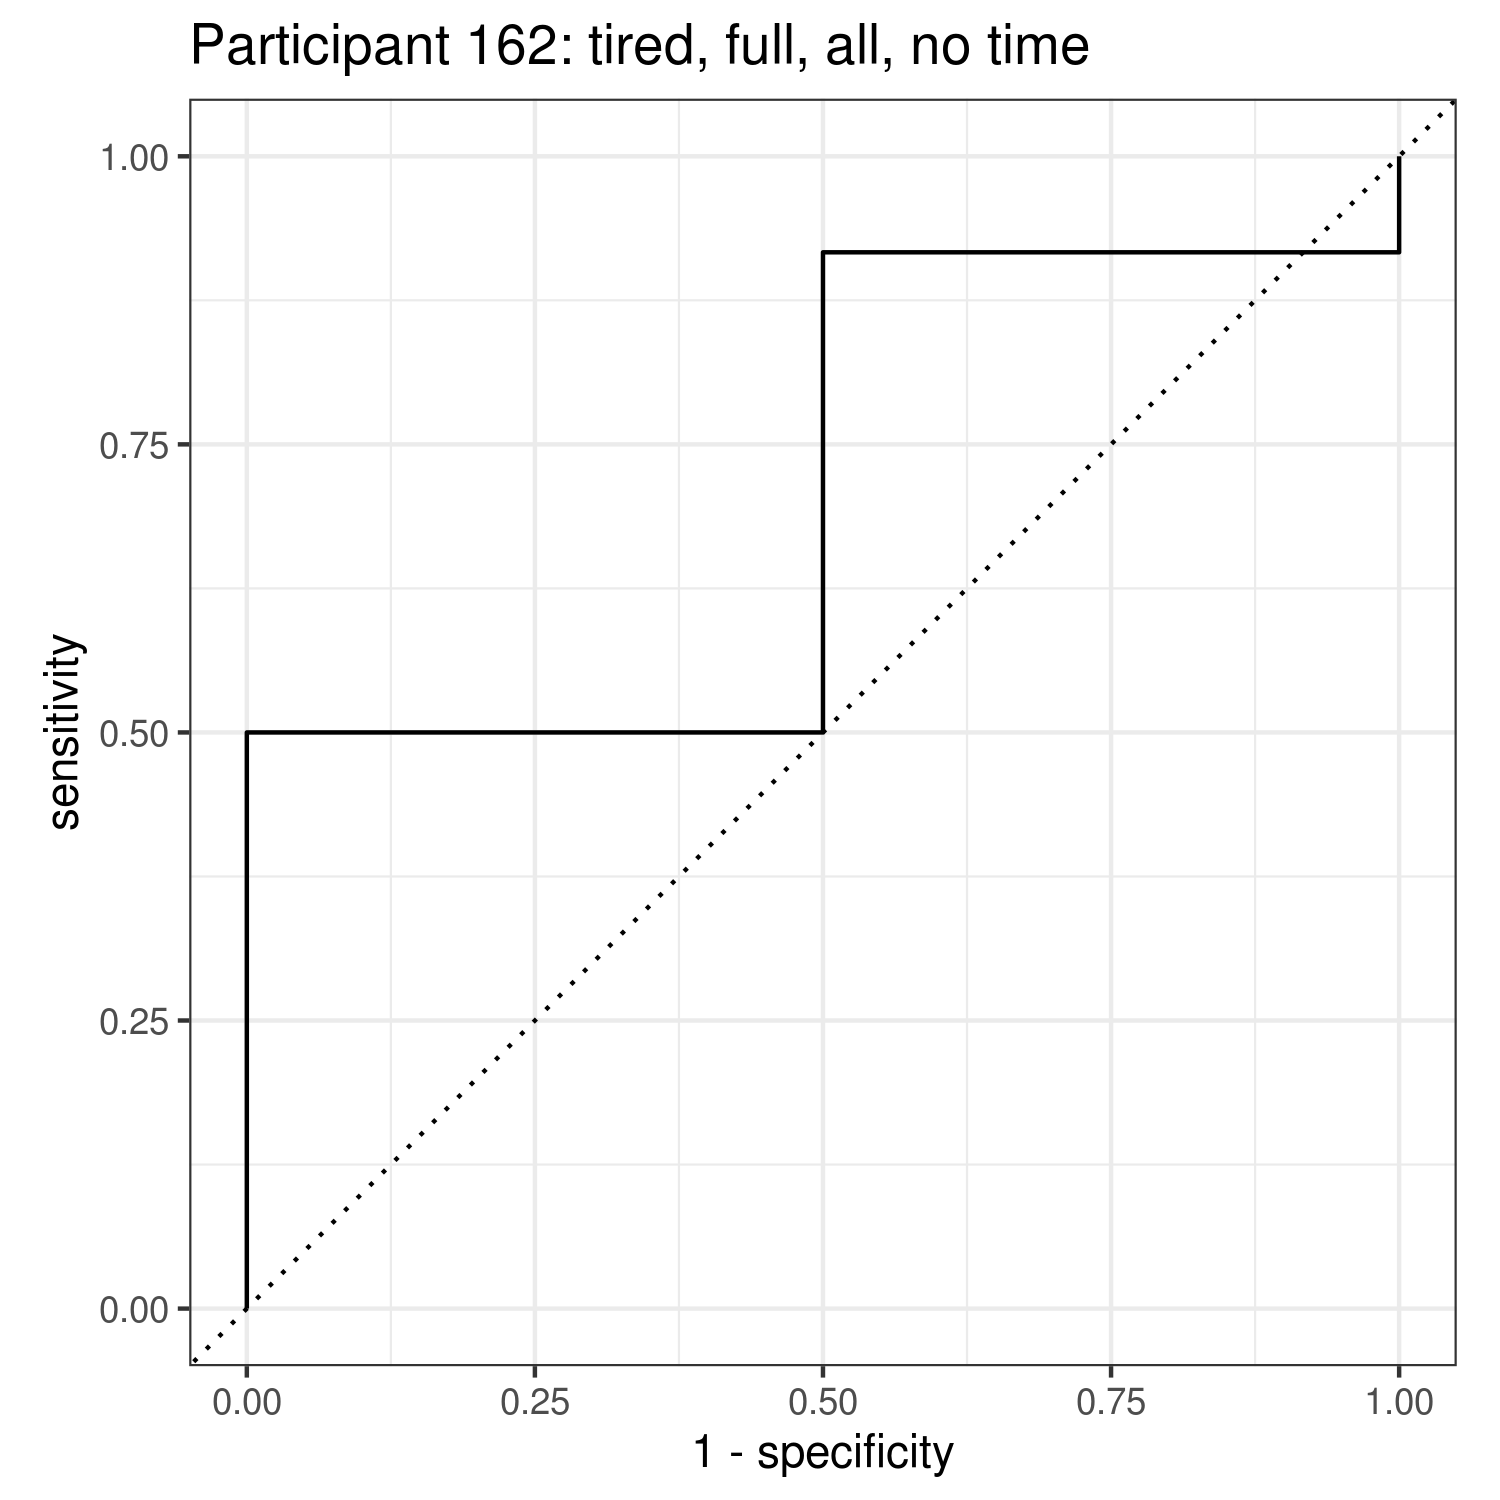 Participant 162: tired, full, all, no time
1.00
0.75
0.50
0.25
0.00
sensitivity
0.00 0.25 0.50 0.75 1.00
1 - specificity